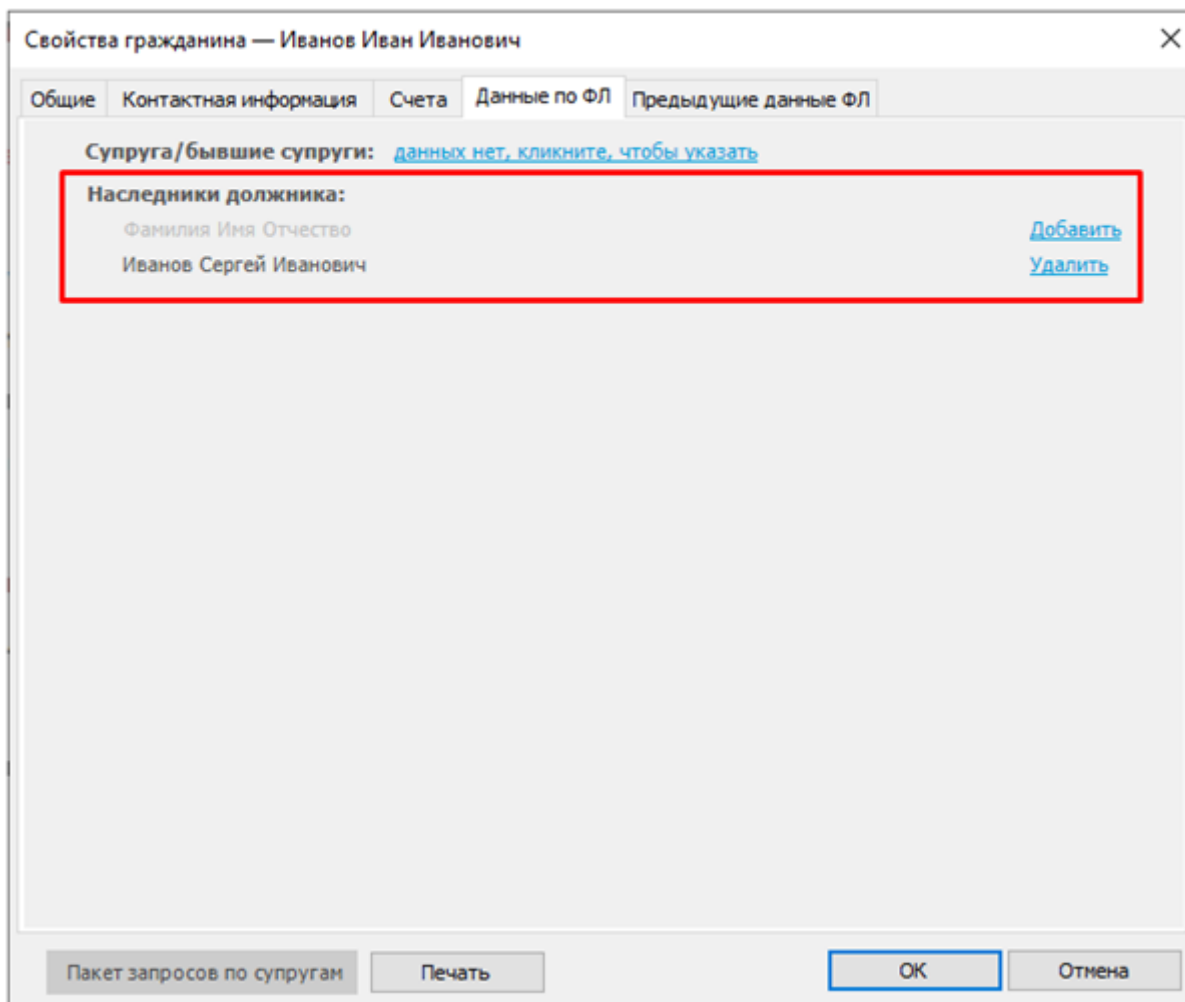 Свойства гражданина — Иванов Иван Иванович
Общие Контактная информация Счета Данные по ФЛ Предыдущие данные ФЛ
Супруга/бывшие супруги: данных нет, кликните, чтобы указать
Наследники должника:
Фамилия Имя Отчество Добавить
Иванов Сергей Иванович Удалить
Пакет запросов по супругам Печать ОК Отмена